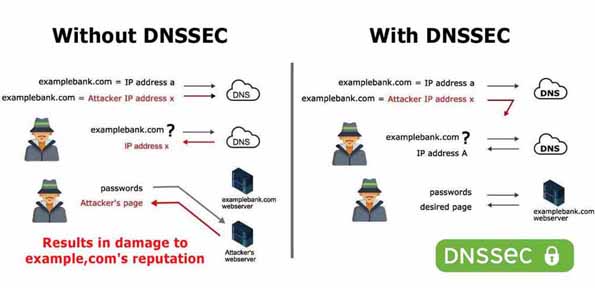 Without DNSSEC
examplebank.com = IP address a
DNS
examplebank.com = Attacker IP address x
examplebank.com ?
DNS
IP address x
passwords
examplebank.com
webserver
Attacker's page
Attacker's
webserver
Results in damage to
example,com's reputation
With DNSSEC
examplebank.com = IP address a
DNS
examplebank.com = Attacker IP address x
examplebank.com ?
DNS
IP address A
passwords
desired page
examplebank.com
webserver
DNSSEC